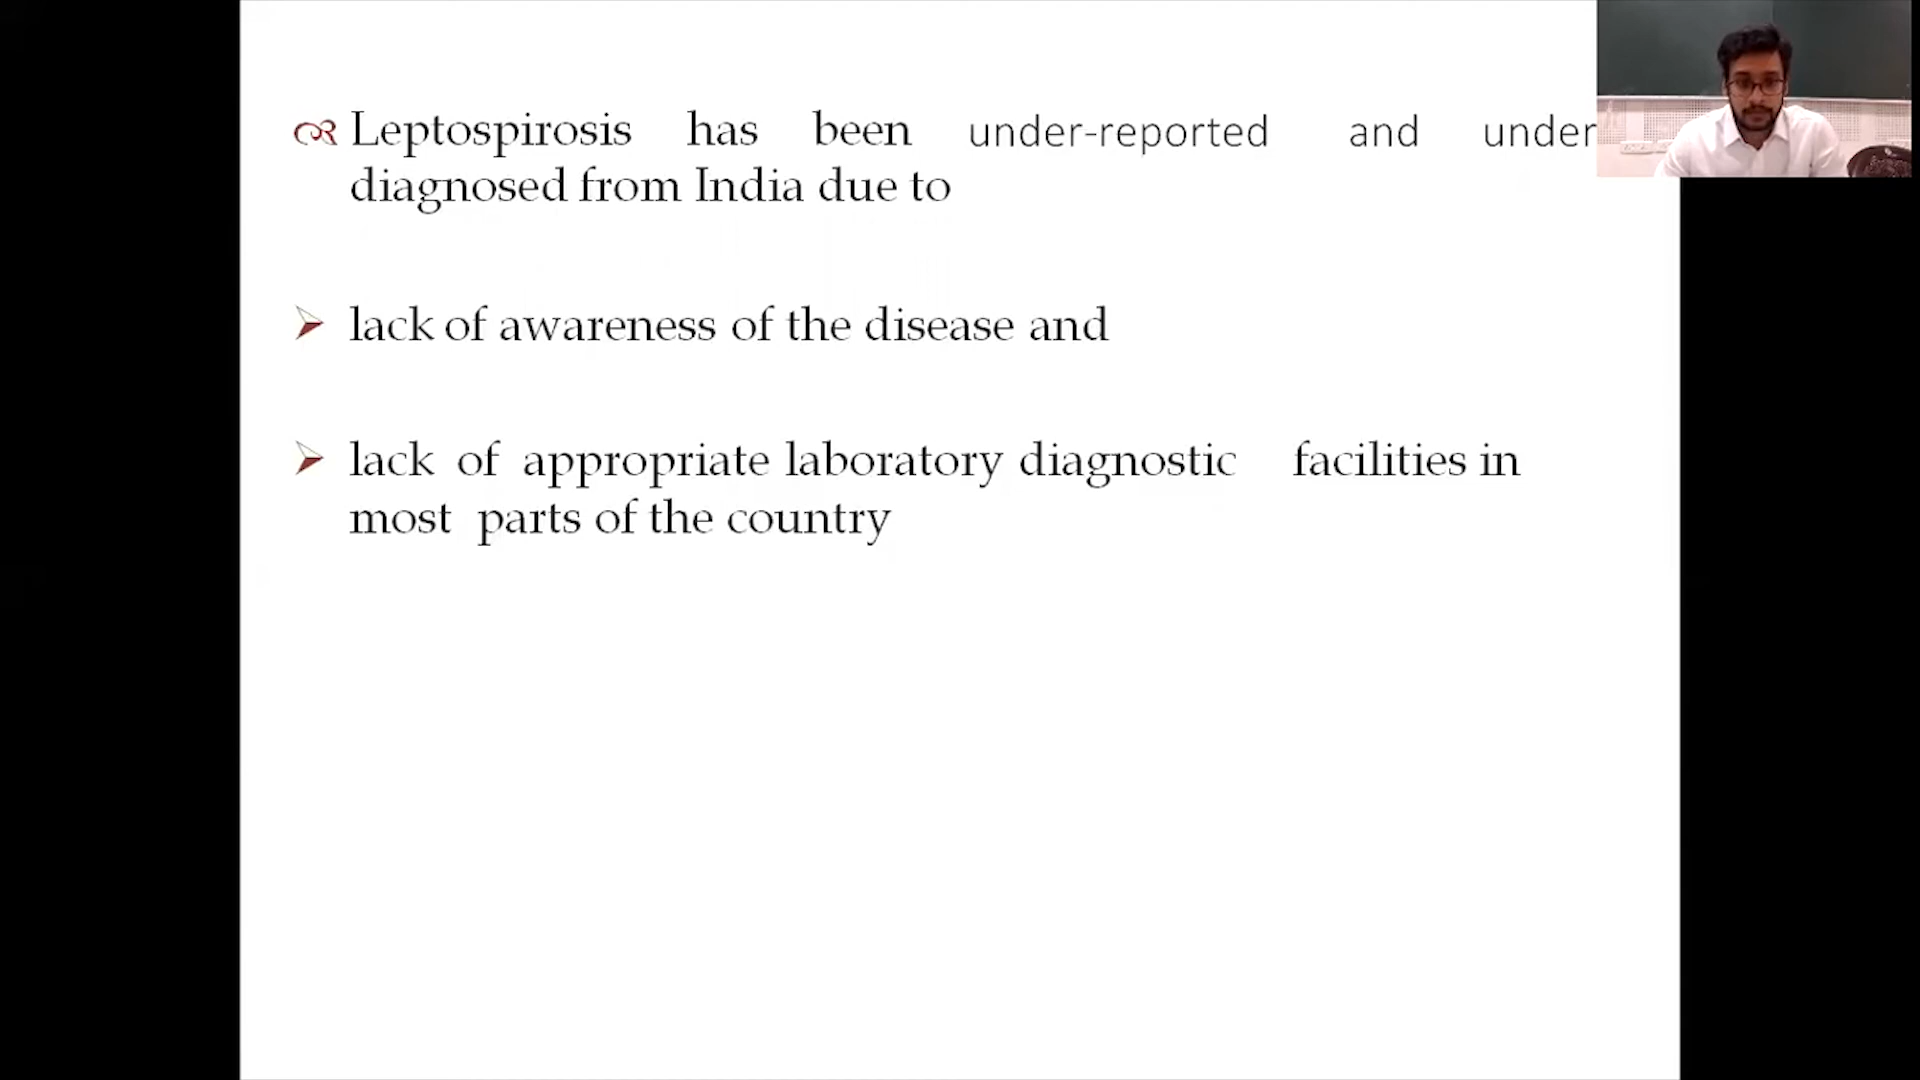 Leptospirosis has been under-reported and under
diagnosed from India due to
lack of awareness of the disease and
lack of appropriate laboratory diagnostic facilities in
most parts of the country